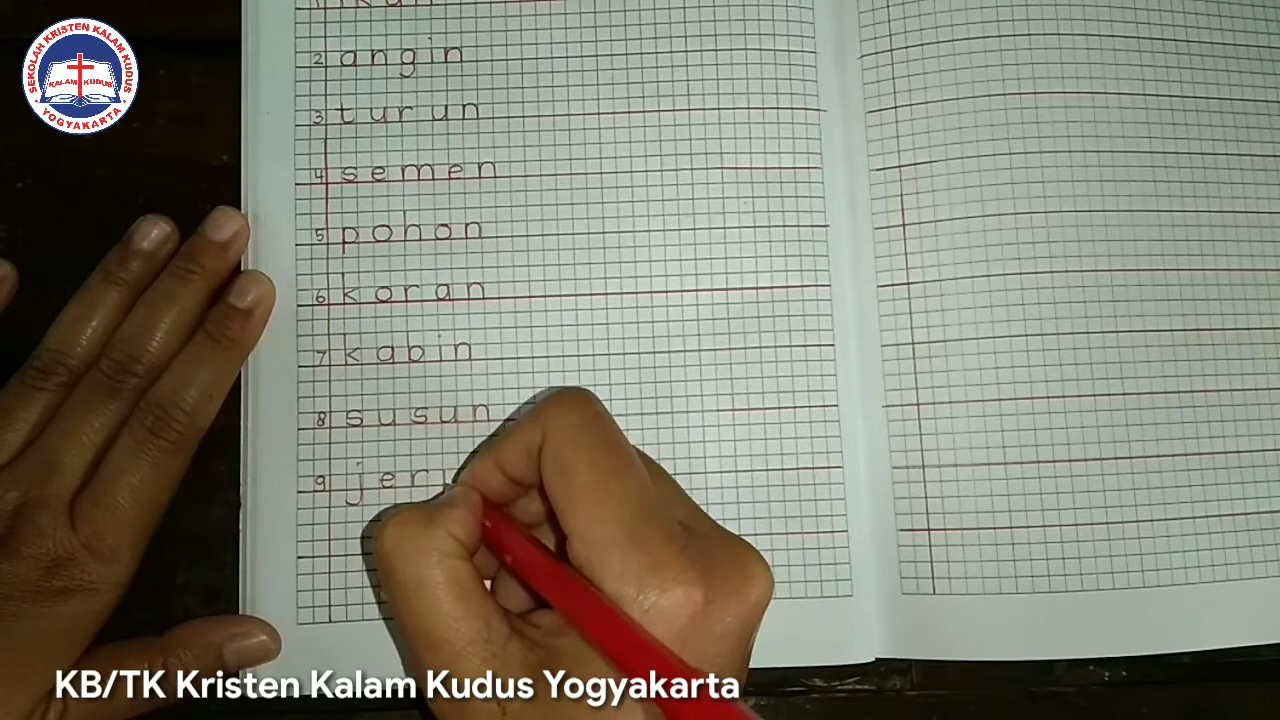 SEKOLAH KRISTEN KALAM KUDUS
KALAM KUDUS
YOGYAKARTA
2 angin
3 turun
4 semen
5 pohon
6 koran
7 kabin
8 susun
9 jer
KB/TK Kristen Kalam Kudus Yogyakarta